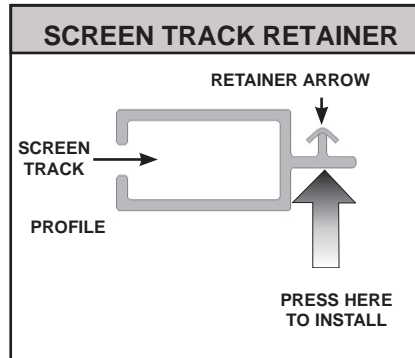 SCREEN TRACK RETAINER
RETAINER ARROW
SCREEN
TRACK
PROFILE
PRESS HERE
TO INSTALL